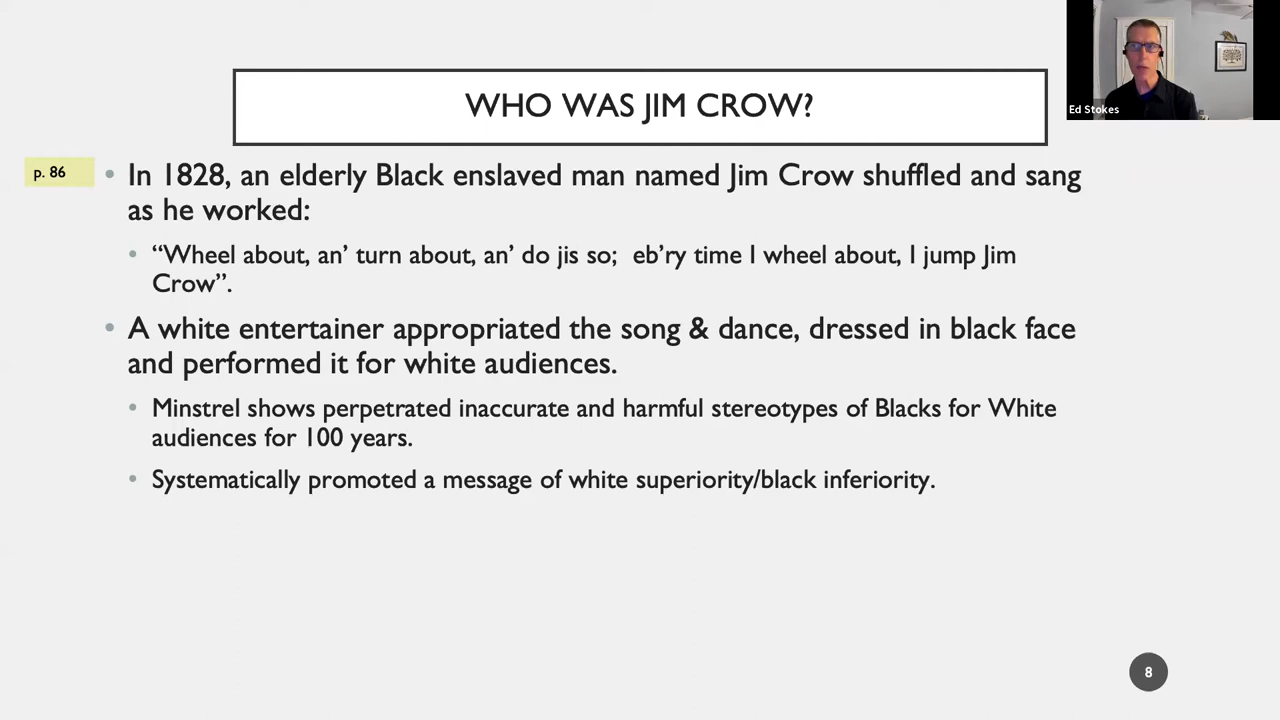 WHO WAS JIM CROW?
Ed Stokes
p. 86
• In 1828, an elderly Black enslaved man named Jim Crow shuffled and sang
as he worked:
• “Wheel about, an’ turn about, an’ do jis so;  eb’ry time I wheel about, I jump Jim
Crow”.
• A white entertainer appropriated the song & dance, dressed in black face
and performed it for white audiences.
• Minstrel shows perpetrated inaccurate and harmful stereotypes of Blacks for White
audiences for 100 years.
• Systematically promoted a message of white superiority/black inferiority.
8